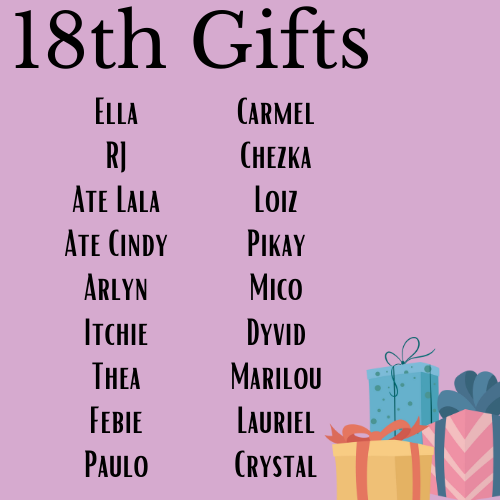 18th Gifts
Ella
RJ
Ate Lala
Ate Cindy
Arlyn
Itchie
Thea
Febie
Paulo
Carmel
Chezka
Loiz
Pikay
Mico
Dyvid
Marilou
Lauriel
Crystal